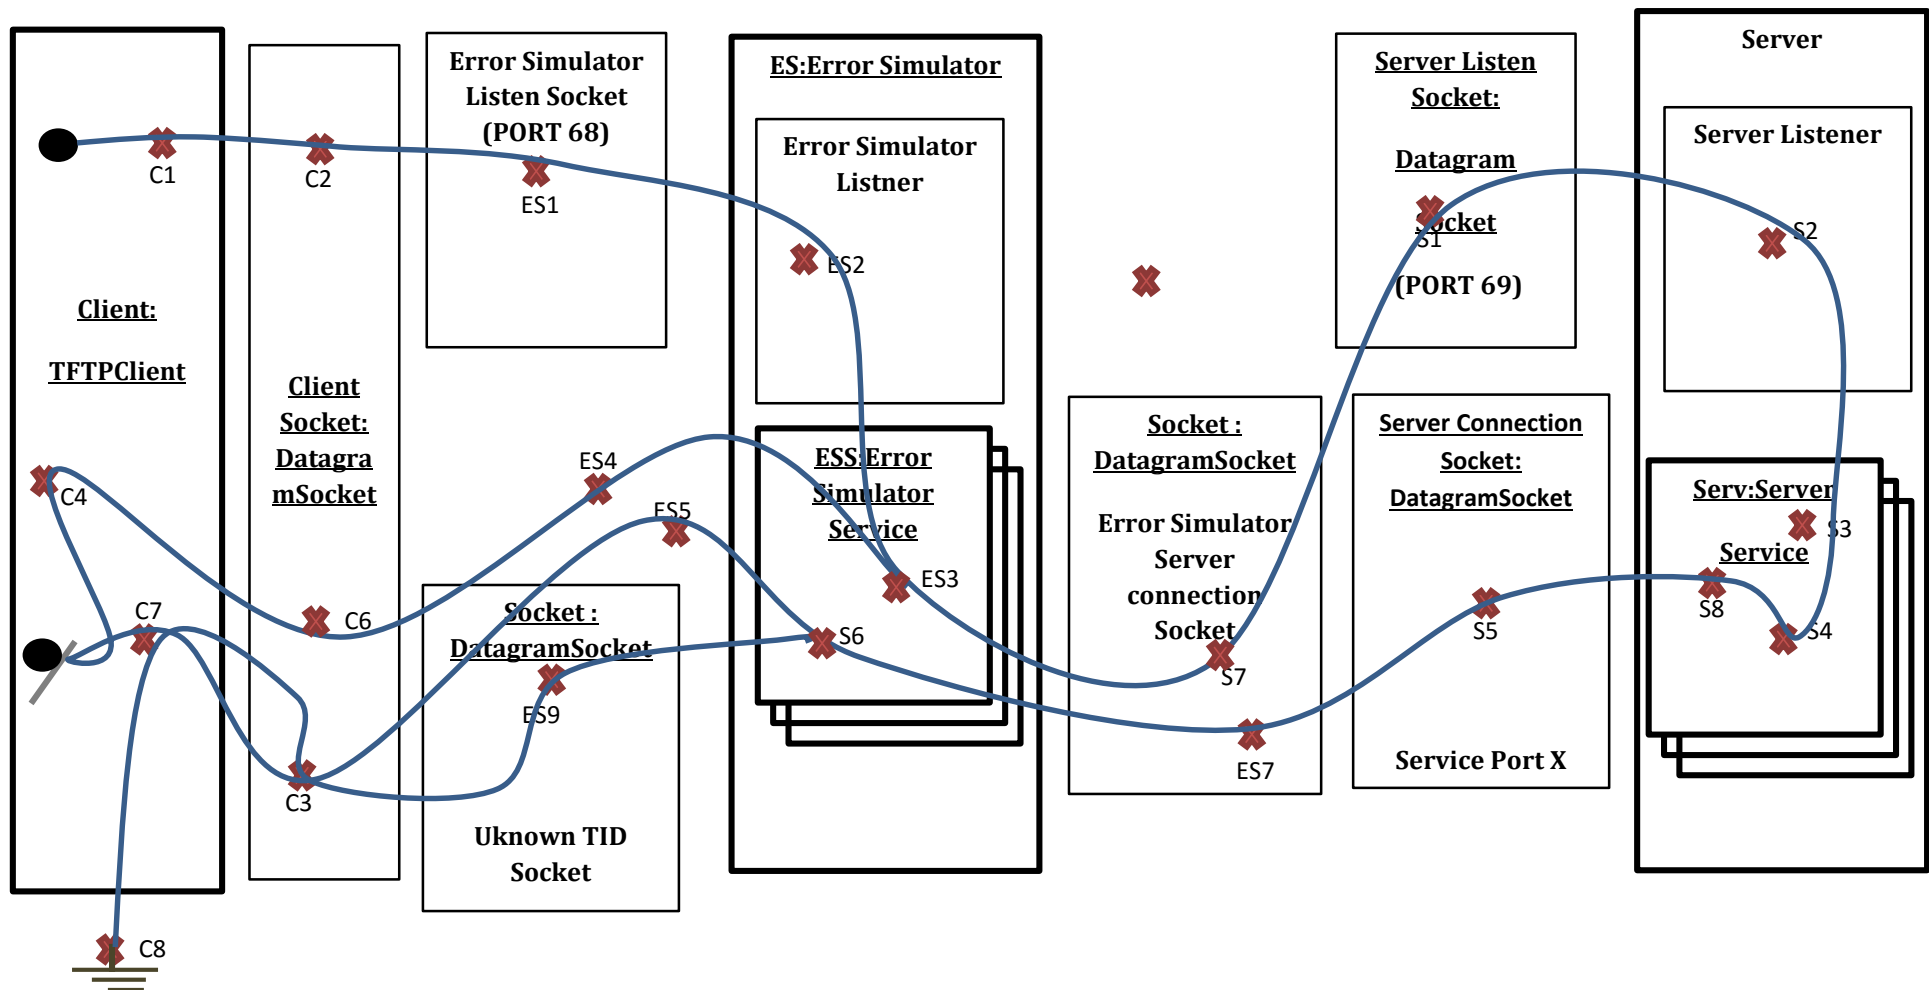 Client:
TFTPClient
C1
C4
C7
C8
C2
Client
Socket:
Datagra
mSocket
C6
C3
Error Simulator
Listen Socket
(PORT 68)
ES1
ES4
ES5
Socket :
DatagramSocket
ES9
Uknown TID
Socket
ES:Error Simulator
Error Simulator
Listner
ES2
ESS:Error
Simulator
Service
ES3
S6
Socket :
DatagramSocket
Error Simulator
Server
connection
Socket
S7
ES7
Server Listen
Socket:
Datagram
Socket
S1
(PORT 69)
Server Connection
Socket:
DatagramSocket
S5
Service Port X
Server
Server Listener
S2
Serv:Server
S3
Service
S8
S4